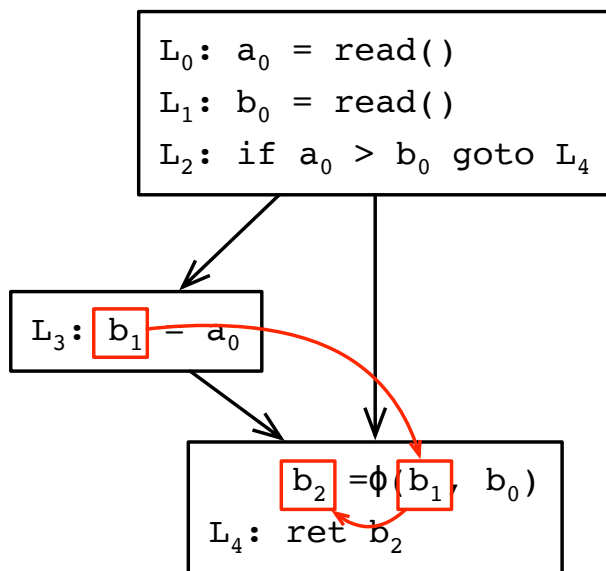 L₀: a₀ = read()
L₁: b₀ = read()
L₂: if a₀ > b₀ goto L₄
L₃: b₁ = a₀
b₂ =ϕ(b₁, b₀)
L₄: ret b₂